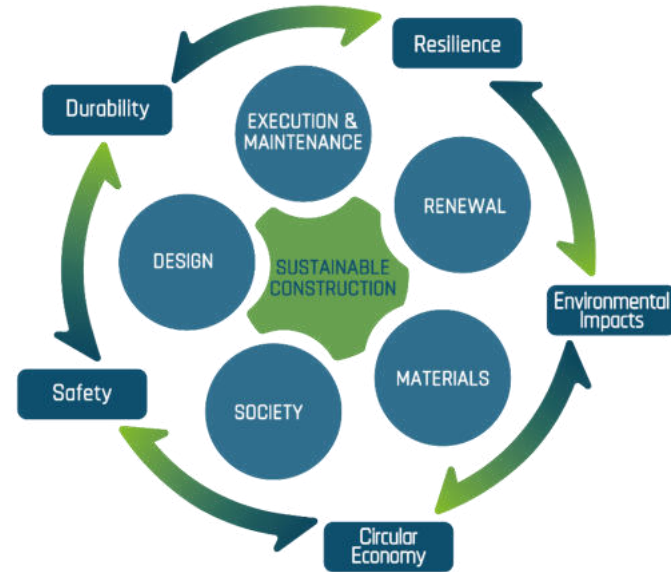 Resilience
Durability
EXECUTION &
MAINTENANCE
RENEWAL
DESIGN
SUSTAINABLE
CONSTRUCTION
Environmental
Impacts
Safety
MATERIALS
SOCIETY
Circular
Economy